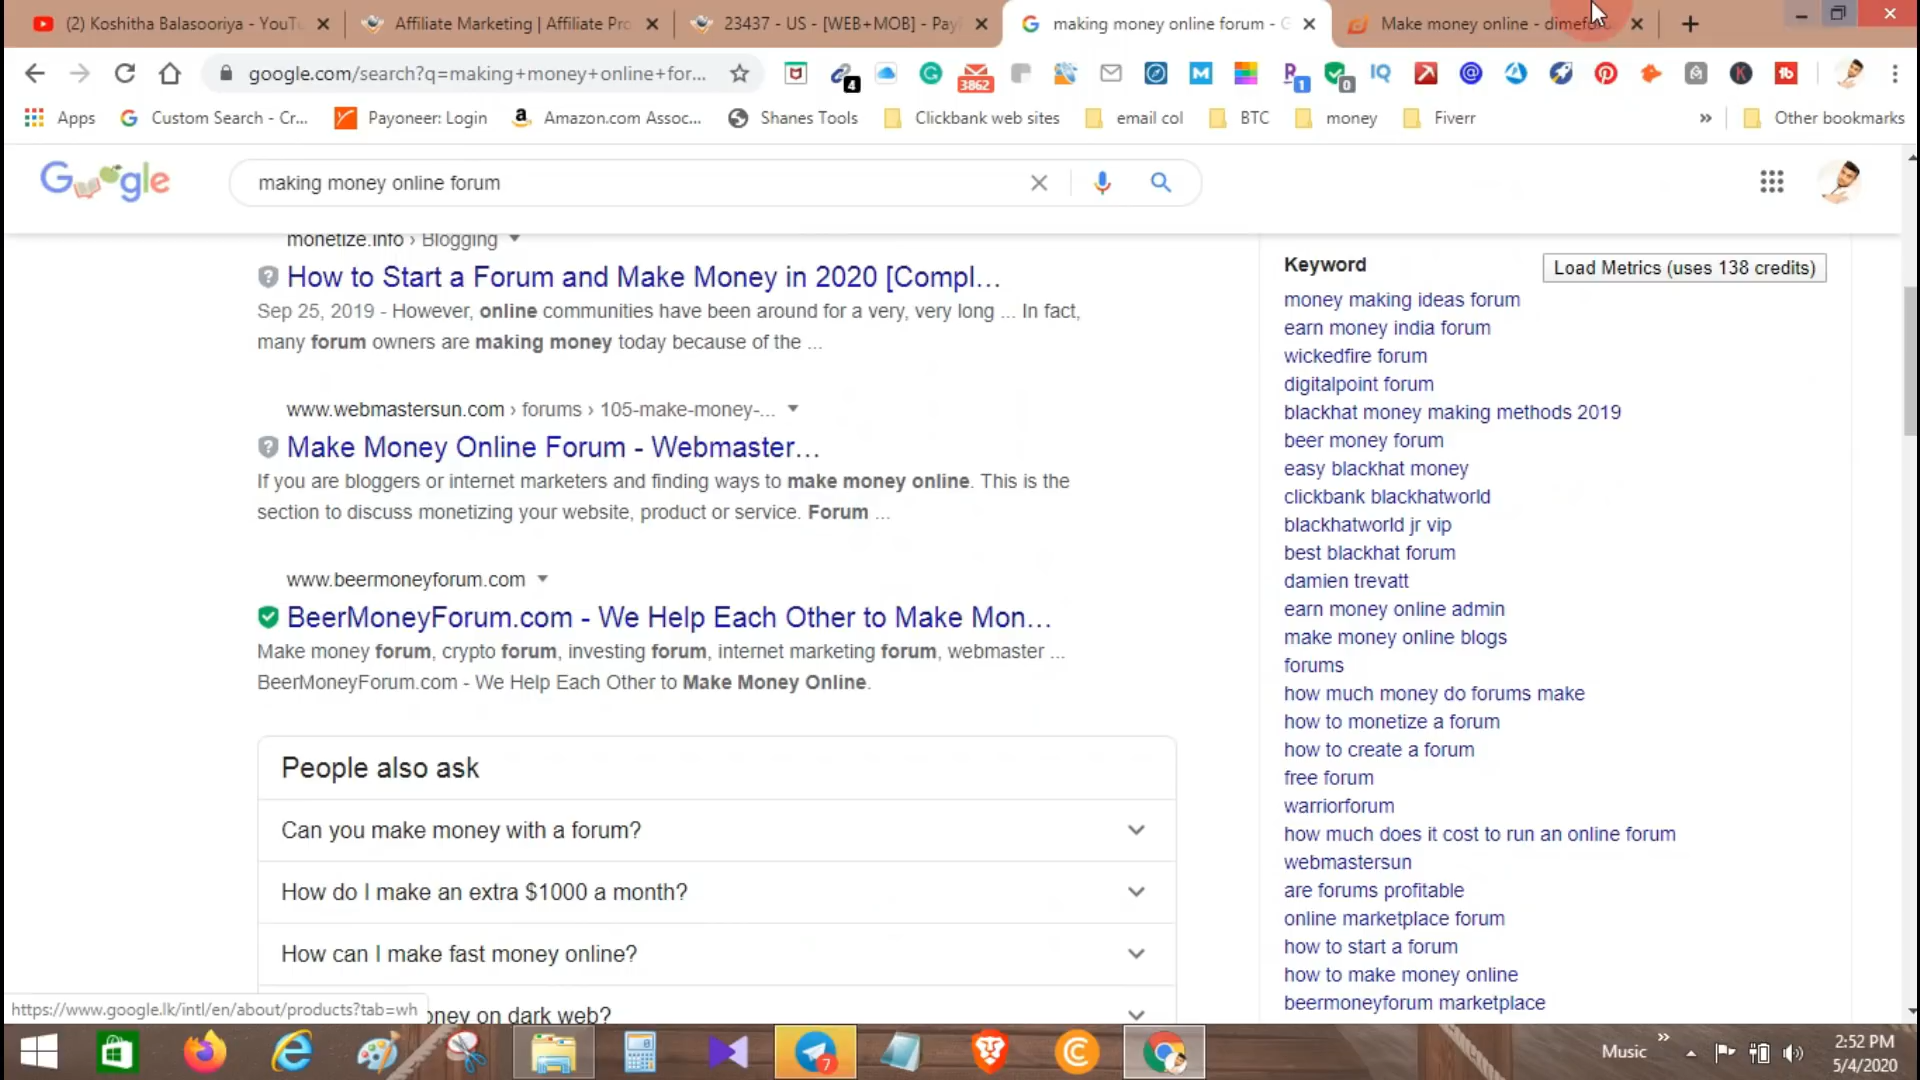 (2) Koshitha Balasooriya - YouTu
Affiliate Marketing | Affiliate Pro
23437 - US - [WEB+MOB] - Payl
making money online forum - G
Make money online - dimefo
google.com/search?q=making+money+online+for...
4
3862
1
0
Apps
Custom Search - Cr...
Payoneer: Login
Amazon.com Assoc...
Shanes Tools
Clickbank web sites
email col
BTC
money
Fiverr
»
Other bookmarks
Google
making money online forum
monetize.info › Blogging
How to Start a Forum and Make Money in 2020 [Compl...
Sep 25, 2019 - However, online communities have been around for a very, very long ... In fact,
many forum owners are making money today because of the ...
www.webmastersun.com › forums › 105-make-money-...
Make Money Online Forum - Webmaster...
If you are bloggers or internet marketers and finding ways to make money online. This is the
section to discuss monetizing your website, product or service. Forum ...
www.beermoneyforum.com
BeerMoneyForum.com - We Help Each Other to Make Mon...
Make money forum, crypto forum, investing forum, internet marketing forum, webmaster ...
BeerMoneyForum.com - We Help Each Other to Make Money Online.
People also ask
Can you make money with a forum?
How do I make an extra $1000 a month?
How can I make fast money online?
oney on dark web?
Keyword
Load Metrics (uses 138 credits)
money making ideas forum
earn money india forum
wickedfire forum
digitalpoint forum
blackhat money making methods 2019
beer money forum
easy blackhat money
clickbank blackhatworld
blackhatworld jr vip
best blackhat forum
damien trevatt
earn money online admin
make money online blogs
forums
how much money do forums make
how to monetize a forum
how to create a forum
free forum
warriorforum
how much does it cost to run an online forum
webmastersun
are forums profitable
online marketplace forum
how to start a forum
how to make money online
beermoneyforum marketplace
https://www.google.lk/intl/en/about/products?tab=wh
7
Music
»
2:52 PM
5/4/2020